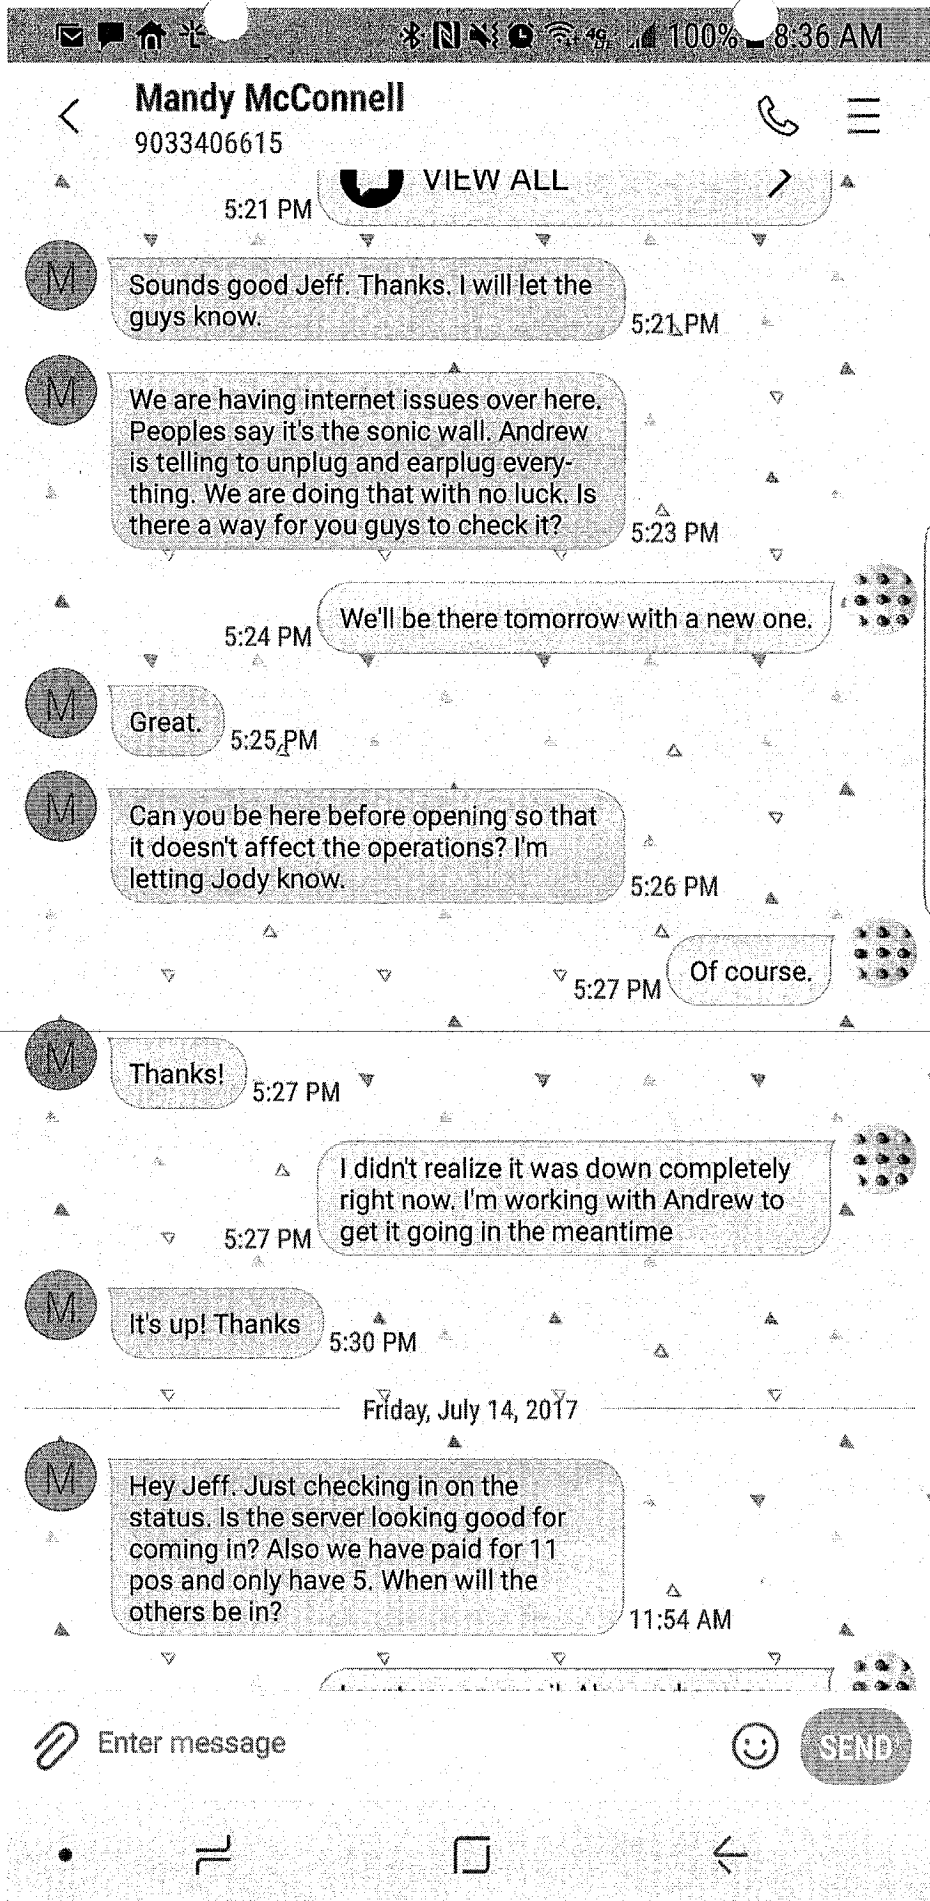 4G 100% 8:36 AM
Mandy McConnell
9033406615
VIEW ALL
5:21 PM
M
Sounds good Jeff. Thanks. I will let the
guys know.
5:21 PM
M
We are having internet issues over here.
Peoples say it's the sonic wall. Andrew
is telling to unplug and earplug every-
thing. We are doing that with no luck. Is
there a way for you guys to check it?
5:23 PM
We'll be there tomorrow with a new one.
5:24 PM
M
Great.
5:25 PM
M
Can you be here before opening so that
it doesn't affect the operations? I'm
letting Jody know.
5:26 PM
Of course.
5:27 PM
M
Thanks!
5:27 PM
I didn't realize it was down completely
right now. I'm working with Andrew to
get it going in the meantime
5:27 PM
M
It's up! Thanks
5:30 PM
Friday, July 14, 2017
M
Hey Jeff. Just checking in on the
status. Is the server looking good for
coming in? Also we have paid for 11
pos and only have 5. When will the
others be in?
11:54 AM
Enter message
SEND